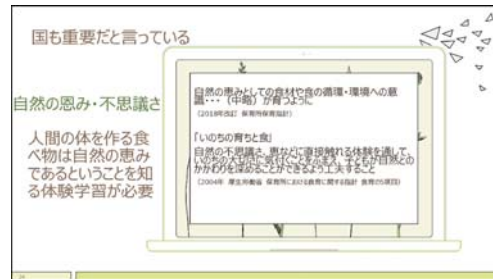 国も重要だと言っている
自然の恩み・不思議さ
人間の体を作る食
べ物は自然の恵み
であるということを知
る体験学習が必要
自然の恵みとしての食材や食の循環・環境への意
識・・・（中略）が育つように
（2018年改訂 保育所保育指針）
「いのちの育ちと食」
自然の不思議さ、恵などに直接触れる体験を通して、
いのちの大切さに気付くことをふまえ、子どもが自然との
かかわりを深めることができるよう工夫すること
（2004年 厚生労働省 保育所における食育に関する指針 食育の5項目）